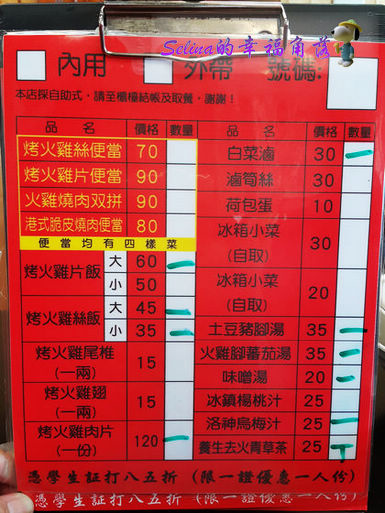 Selina的幸福角落
內用 外帶 號碼:
本店採自助式，請至櫃檯結帳及取餐，謝謝！
品名 價格 數量
烤火雞絲便當 70
烤火雞片便當 90
火雞燒肉双拼 90
港式脆皮燒肉便當 80
便當均有四樣菜
烤火雞片飯 大 60
小 50
烤火雞絲飯 大 45
小 35
烤火雞尾椎(一兩) 15
烤火雞翅(一兩) 15
烤火雞肉片(一份) 120
品名 價格 數量
白菜滷 30
滷筍絲 30
荷包蛋 10
冰箱小菜(自取) 30
冰箱小菜(自取) 20
土豆豬腳湯 35
火雞腳蕃茄湯 35
味噌湯 20
冰鎮楊桃汁 25
洛神烏梅汁 25
養生去火青草茶 25
憑學生証打八五折 (限一證優惠一人份)
憑學生証打八五折 (限一證優惠一人份)